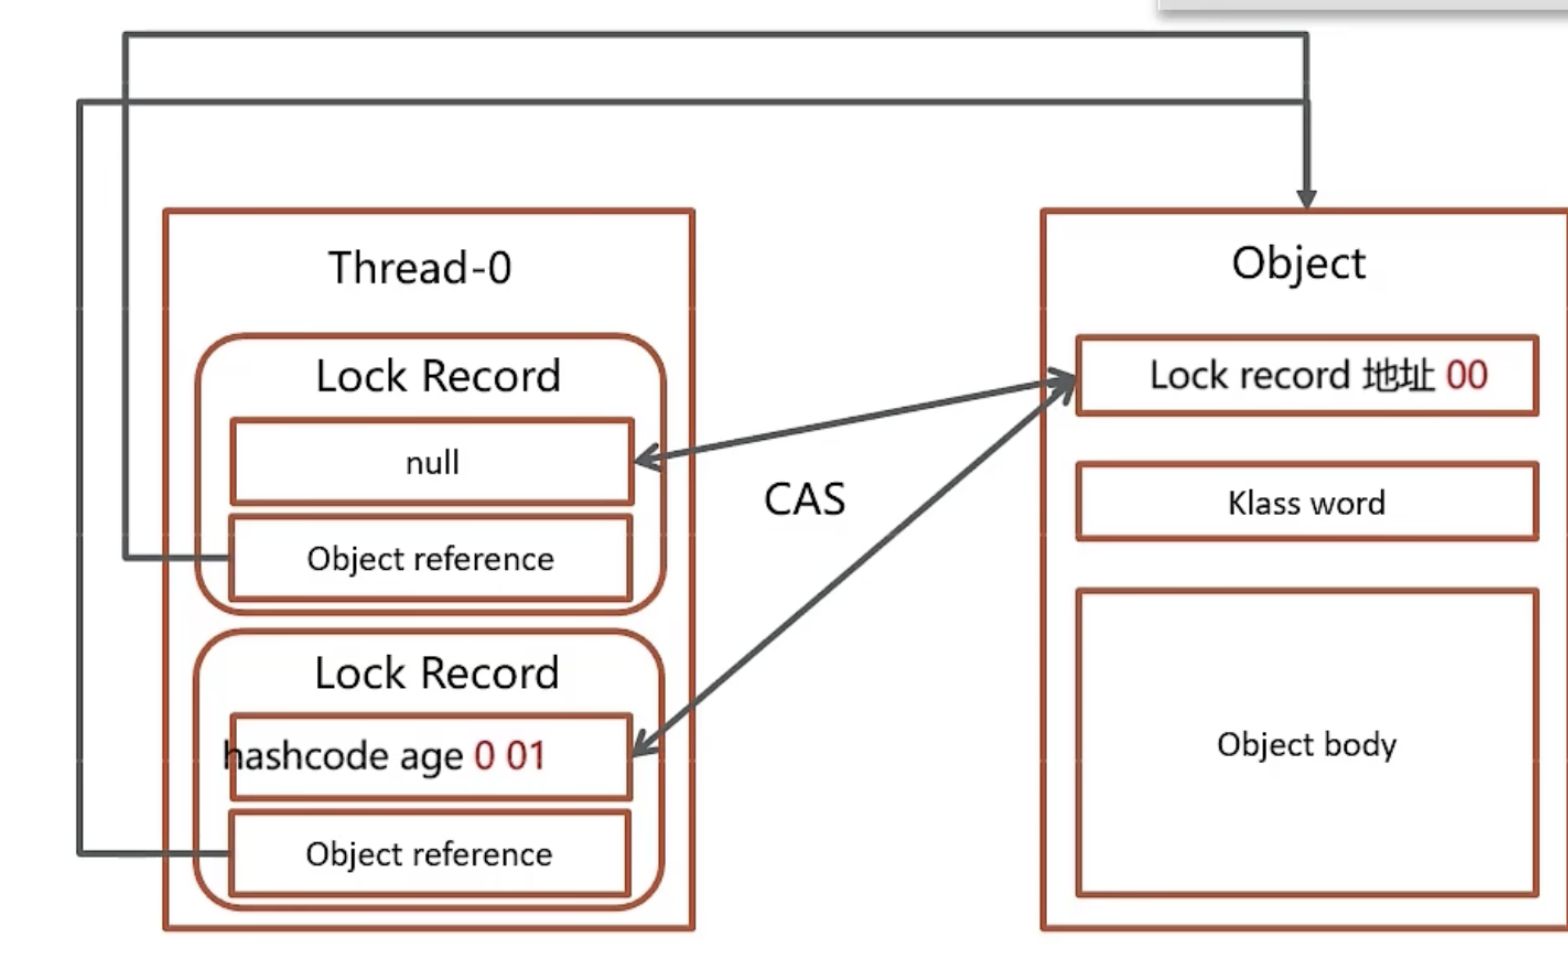 Thread-0
Lock Record
null
Object reference
Lock Record
hashcode age 0 01
Object reference
CAS
Object
Lock record 地址 00
Klass word
Object body